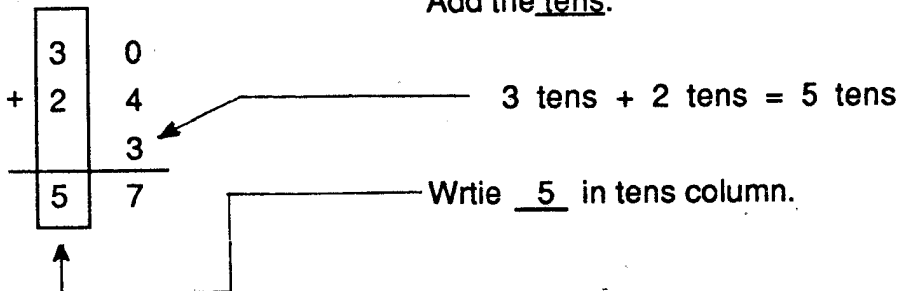 Add the tens.
3 0
+ 2 4
3
5 7
3 tens + 2 tens = 5 tens
Wrtie 5 in tens column.